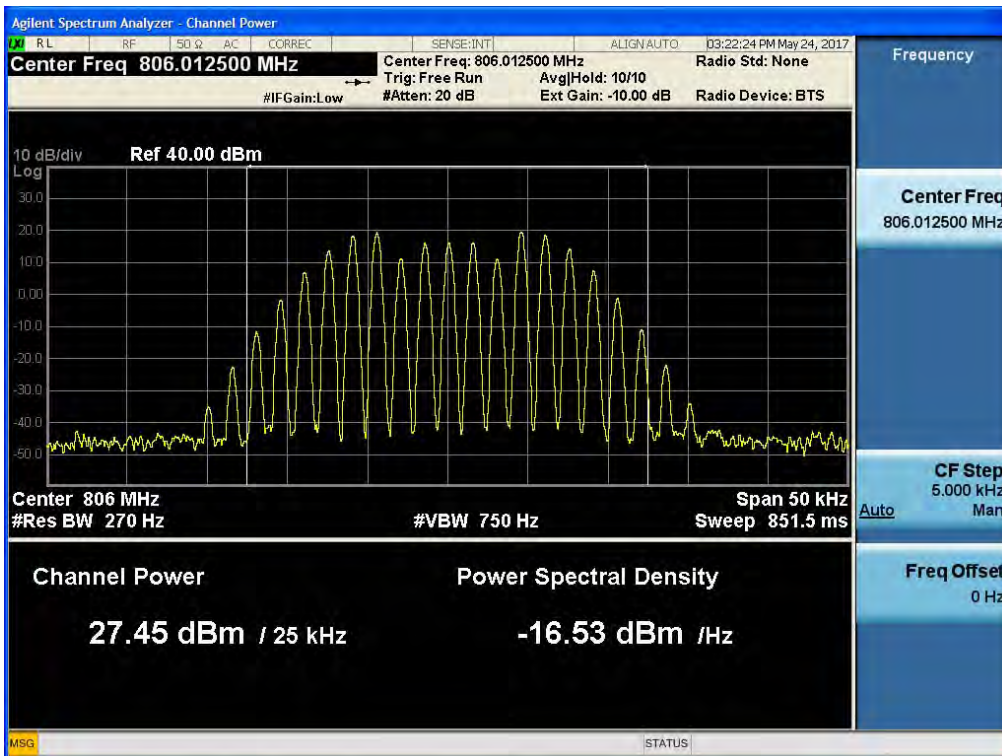 Agilent Spectrum Analyzer - Channel Power
LXI RL RF 50 Ω AC CORREC SENSE:INT ALIGN AUTO 03:22:24 PM May 24, 2017
Center Freq 806.012500 MHz
Center Freq: 806.012500 MHz
Radio Std: None
Trig: Free Run
Avg|Hold: 10/10
#IFGain:Low
#Atten: 20 dB
Ext Gain: -10.00 dB
Radio Device: BTS
10 dB/div
Ref 40.00 dBm
Log
30.0
20.0
10.0
0.00
-10.0
-20.0
-30.0
-40.0
-50.0
Center 806 MHz
Span 50 kHz
#Res BW 270 Hz
#VBW 750 Hz
Sweep 851.5 ms
Channel Power
Power Spectral Density
27.45 dBm / 25 kHz
-16.53 dBm /Hz
Frequency
Center Freq
806.012500 MHz
CF Step
5.000 kHz
Auto Man
Freq Offset
0 Hz
MSG
STATUS